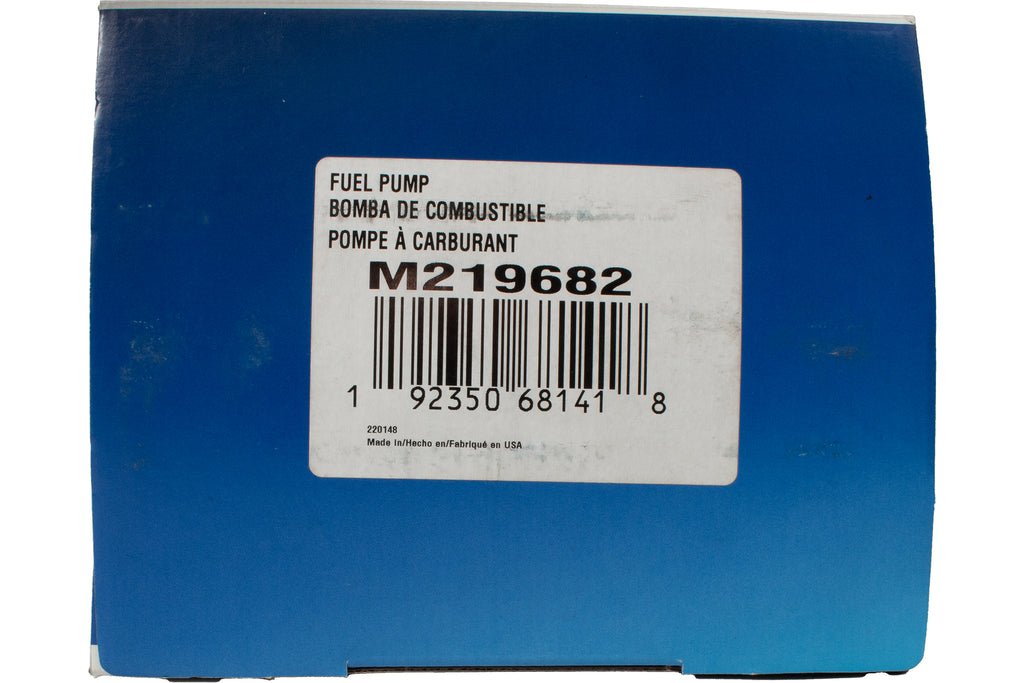 FUEL PUMP
BOMBA DE COMBUSTIBLE
POMPE À CARBURANT
M219682
1 92350 68141 8
220148
Made in/Hecho en/Fabriqué en USA